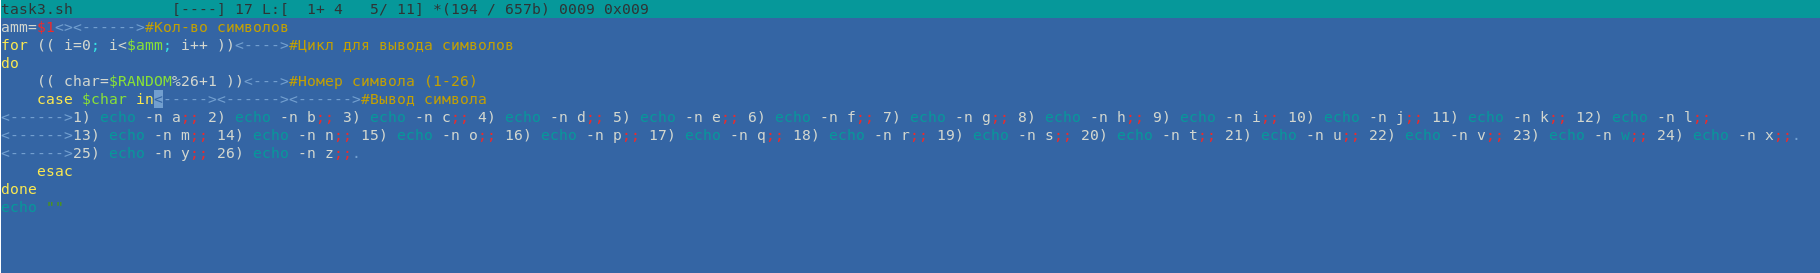 task3.sh           [----] 17 L:[  1+ 4   5/ 11] *(194 / 657b) 0009 0x009
amm=$1<><------>#Кол-во символов
for (( i=0; i<$amm; i++ ))<---->#Цикл для вывода символов
do
    (( char=$RANDOM%26+1 ))<--->#Номер символа (1-26)
    case $char in<-----><------><------>#Вывод символа
<------>1) echo -n a;; 2) echo -n b;; 3) echo -n c;; 4) echo -n d;; 5) echo -n e;; 6) echo -n f;; 7) echo -n g;; 8) echo -n h;; 9) echo -n i;; 10) echo -n j;; 11) echo -n k;; 12) echo -n l;;
<------>13) echo -n m;; 14) echo -n n;; 15) echo -n o;; 16) echo -n p;; 17) echo -n q;; 18) echo -n r;; 19) echo -n s;; 20) echo -n t;; 21) echo -n u;; 22) echo -n v;; 23) echo -n w;; 24) echo -n x;;.
<------>25) echo -n y;; 26) echo -n z;;.
    esac
done
echo ""